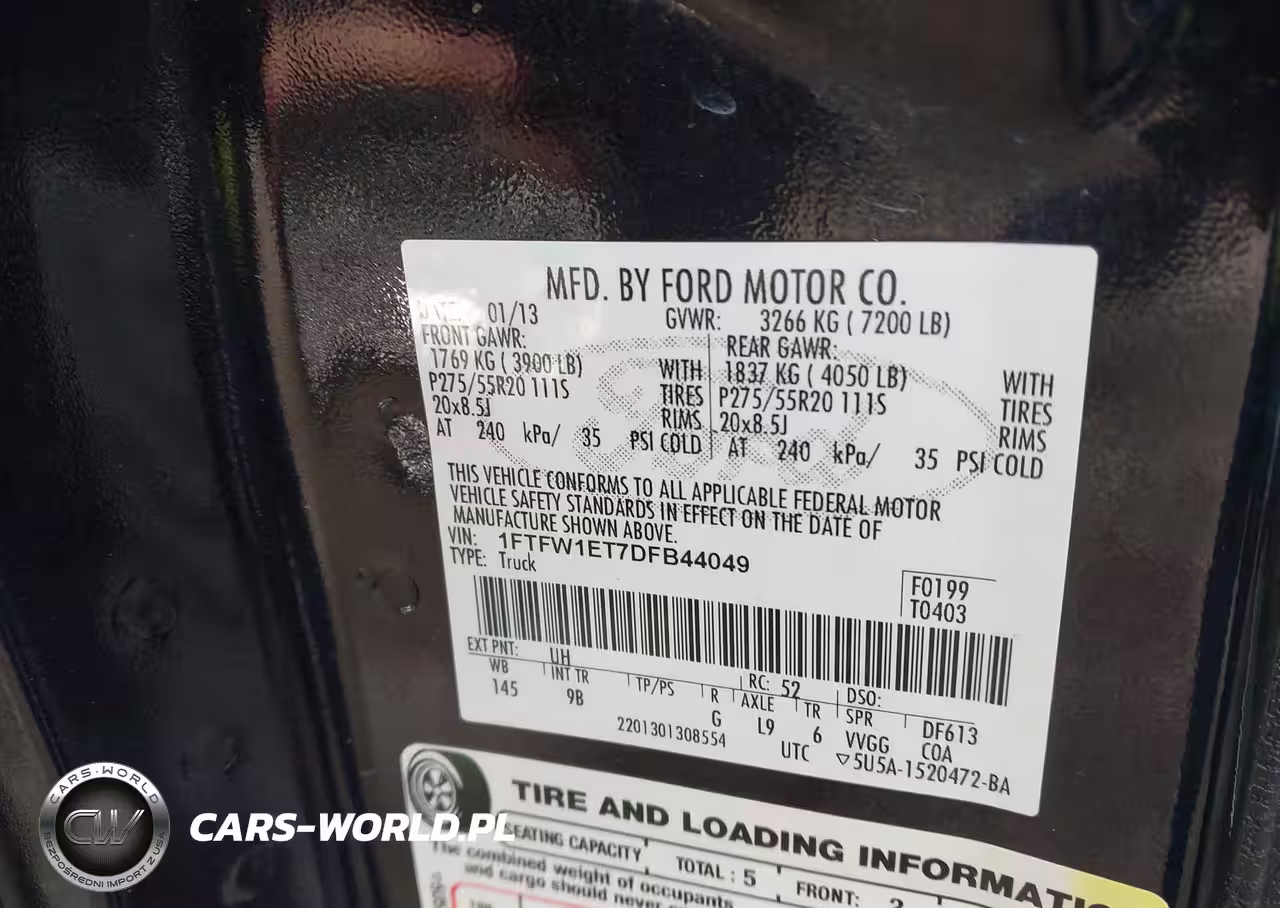 MFD. BY FORD MOTOR CO.
01/13 GVWR: 3266 KG ( 7200 LB)
FRONT GAWR: REAR GAWR:
1769 KG ( 3900 LB) WITH 1837 KG ( 4050 LB) WITH
P275/55R20 111S TIRES P275/55R20 111S TIRES
20x8.5J RIMS 20x8.5J RIMS
AT 240 kPa/ 35 PSI COLD AT 240 kPa/ 35 PSI COLD
THIS VEHICLE CONFORMS TO ALL APPLICABLE FEDERAL MOTOR
VEHICLE SAFETY STANDARDS IN EFFECT ON THE DATE OF
MANUFACTURE SHOWN ABOVE.
VIN: 1FTFW1ET7DFB44049
TYPE: Truck
F0199
T0403
EXT PNT: UH RC: 52 DSO:
WB INT TR TP/PS R AXLE TR SPR DF613
145 9B G L9 6 VVGG COA
2201301308554 UTC ▽5U5A-1520472-BA
TIRE AND LOADING INFORMATIO
SEATING CAPACITY TOTAL : 5 FRONT: 2
The combined weight of occupants
and cargo should never
CARS-WORLD
CW
BEZPOŚREDNI IMPORT Z USA
CARS-WORLD.PL